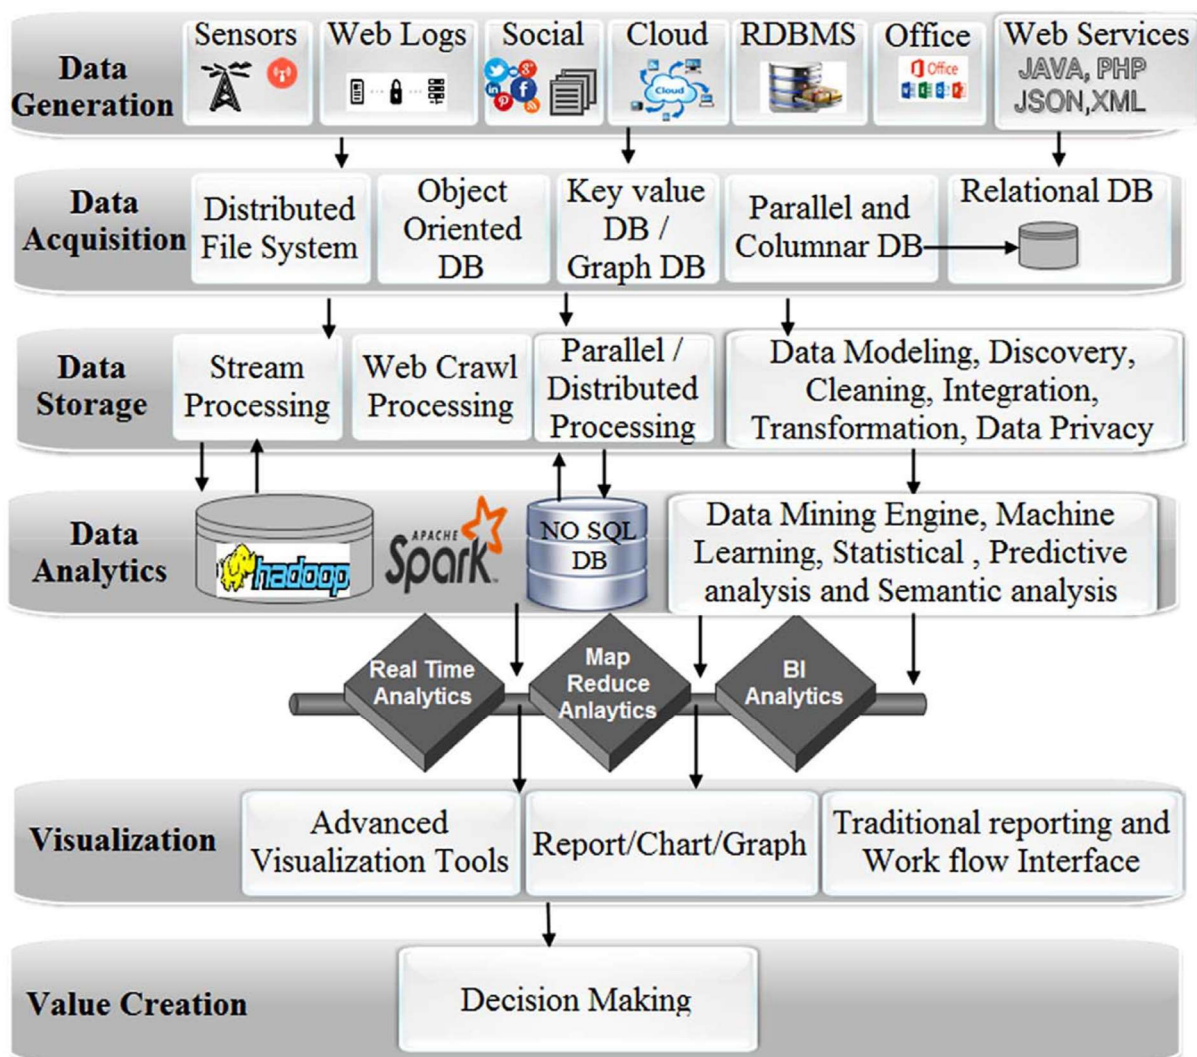 Data
Generation
Sensors
Web Logs
Social
Cloud
Cloud
RDBMS
Office
Office
Web Services
JAVA, PHP
JSON,XML
Data
Acquisition
Distributed
File System
Object
Oriented
DB
Key value
DB /
Graph DB
Parallel and
Columnar DB
Relational DB
Data
Storage
Stream
Processing
Web Crawl
Processing
Parallel /
Distributed
Processing
Data Modeling, Discovery,
Cleaning, Integration,
Transformation, Data Privacy
Data
Analytics
hadoop
APACHE
Spark
NO SQL
DB
Data Mining Engine, Machine
Learning, Statistical , Predictive
analysis and Semantic analysis
Real Time
Analytics
Map
Reduce
Anlaytics
BI
Analytics
Visualization
Advanced
Visualization Tools
Report/Chart/Graph
Traditional reporting and
Work flow Interface
Value Creation
Decision Making